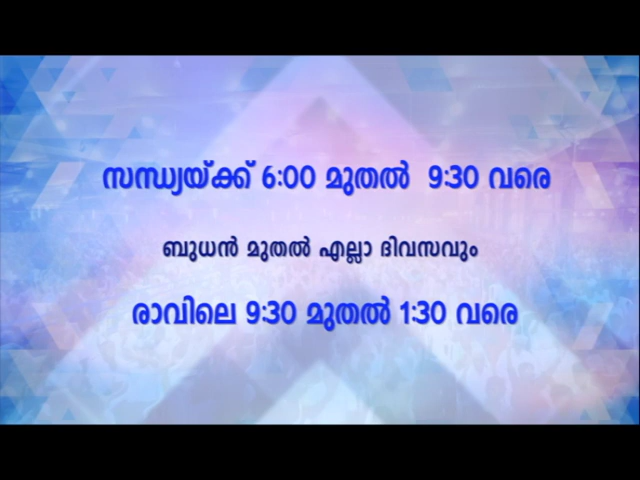 സന്ധ്യയ്ക്ക് 6:00 മുതൽ 9:30 വരെ
ബുധൻ മുതൽ എല്ലാ ദിവസവും
രാവിലെ 9:30 മുതൽ 1:30 വരെ